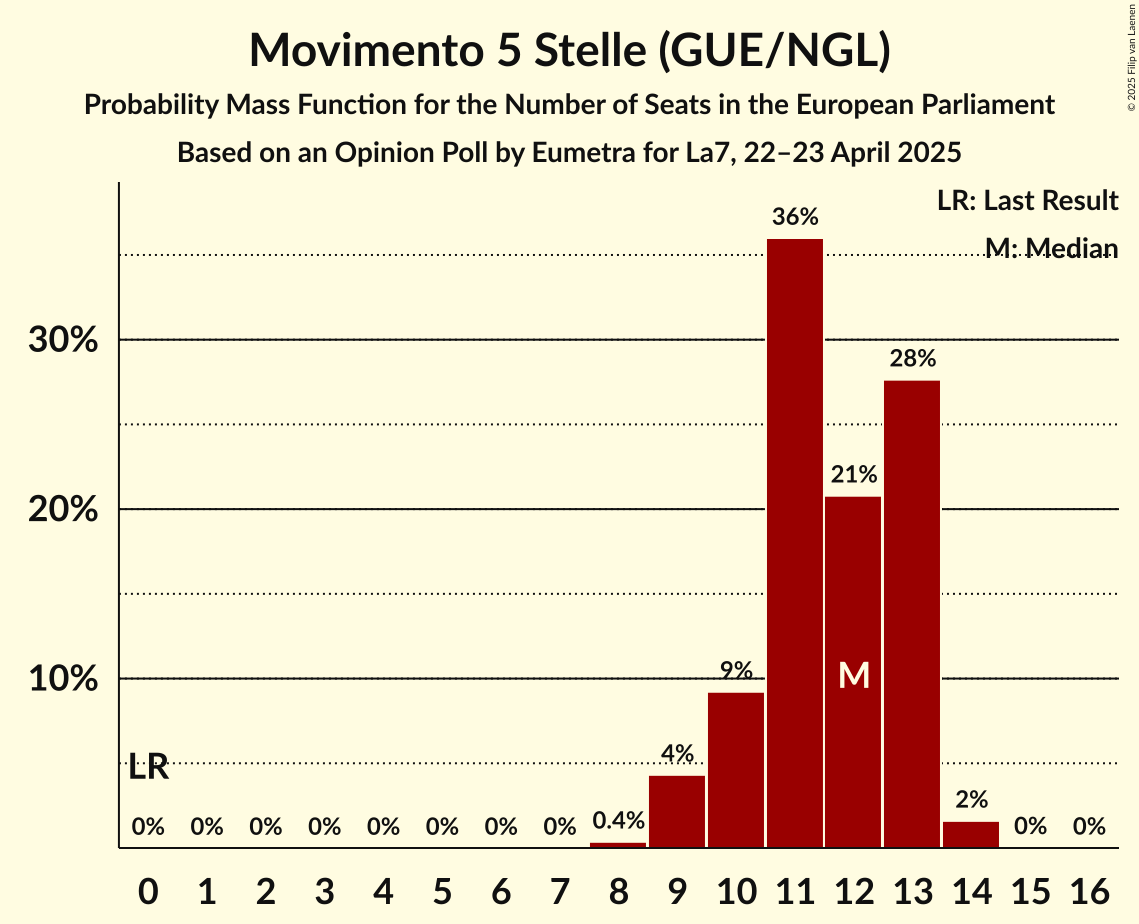 Movimento 5 Stelle (GUE/NGL)
Probability Mass Function for the Number of Seats in the European Parliament
Based on an Opinion Poll by Eumetra for La7, 22–23 April 2025
© 2025 Filip van Laenen
LR: Last Result
M: Median
36%
30%
28%
21%
20%
10%
9%
M
4%
LR
2%
0% 0% 0% 0% 0% 0% 0% 0% 0.4% 0% 0%
0 1 2 3 4 5 6 7 8 9 10 11 12 13 14 15 16